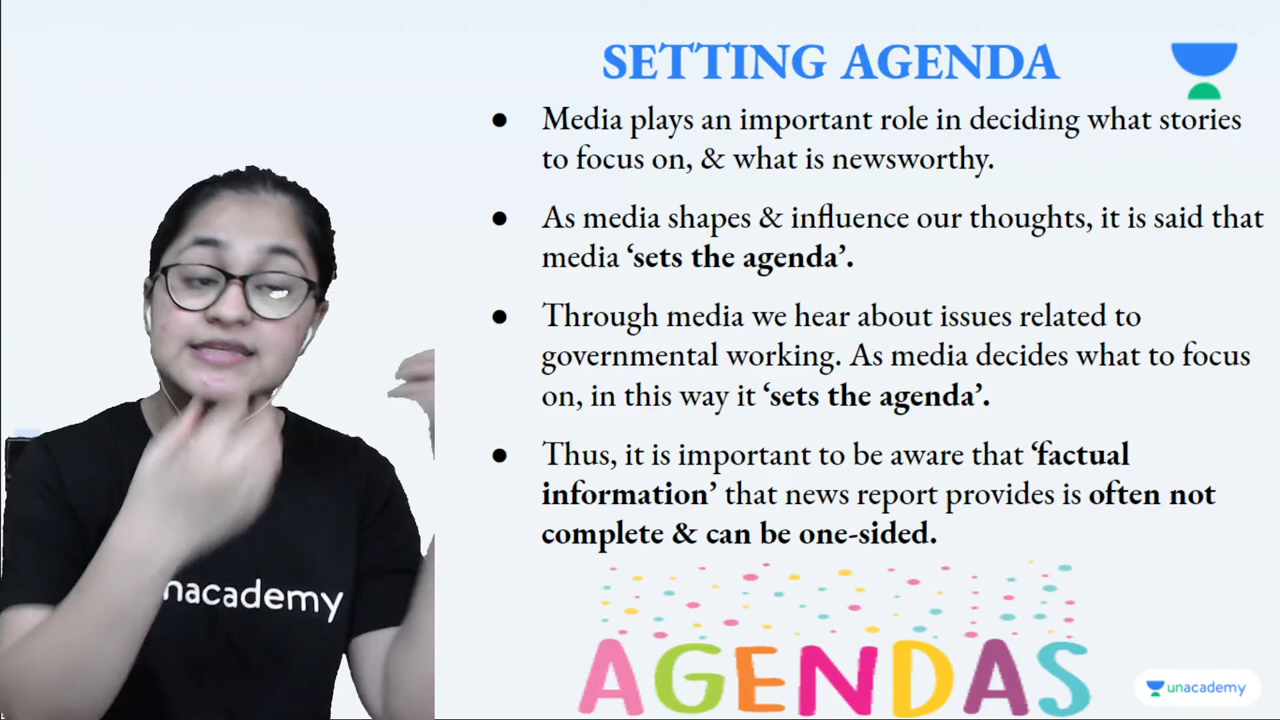 SETTING AGENDA
● Media plays an important role in deciding what stories
to focus on, & what is newsworthy.
● As media shapes & influence our thoughts, it is said that
media ‘sets the agenda’.
● Through media we hear about issues related to
governmental working. As media decides what to focus
on, in this way it ‘sets the agenda’.
● Thus, it is important to be aware that ‘factual
information’ that news report provides is often not
complete & can be one-sided.
nacademy
AGENDAS
unacademy